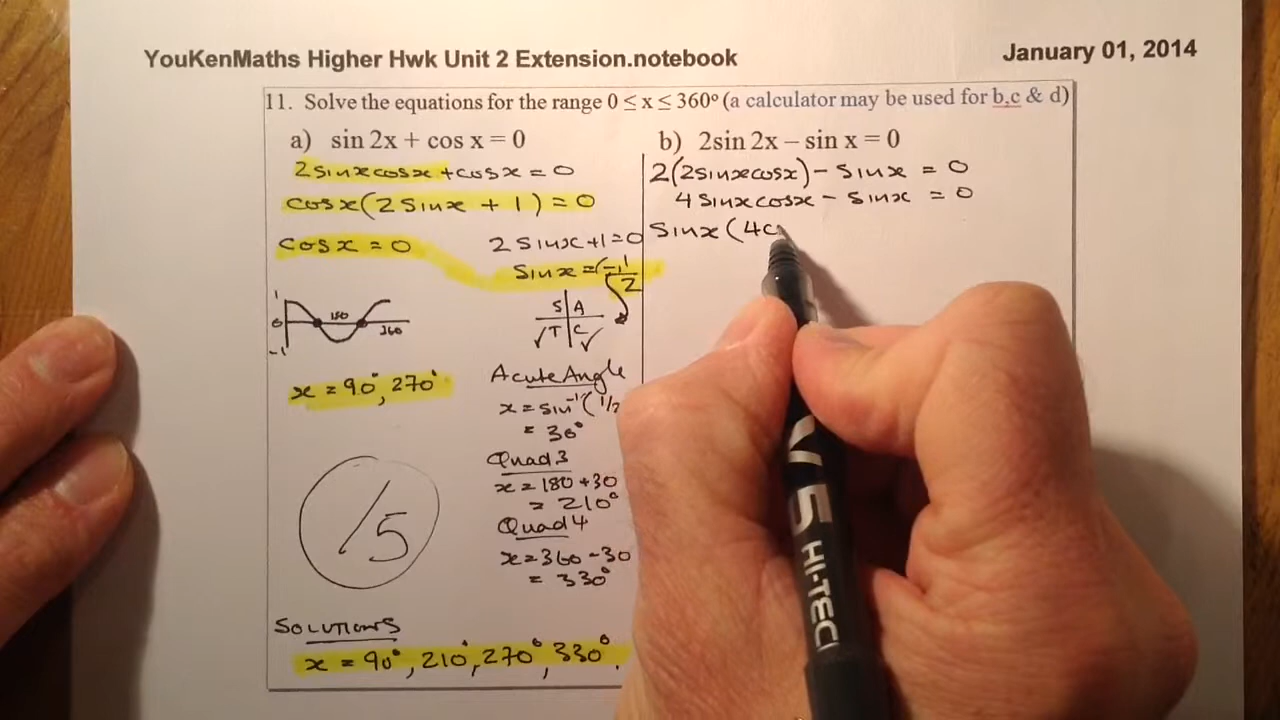 YouKenMaths Higher Hwk Unit 2 Extension.notebook
January 01, 2014
11. Solve the equations for the range 0 ≤ x ≤ 360° (a calculator may be used for b,c & d)
a) sin 2x + cos x = 0
2sinxcosx + cosx = 0
cosx(2sinx + 1) = 0
cosx = 0
2sinx+1=0
sinx = -1/2
S A
T C
1
0
-1
180
360
x = 90°, 270°
Acute Angle
x = sin⁻¹(1/2
= 30°
Quad 3
x = 180 + 30
= 210°
Quad 4
x = 360 - 30
= 330°
/5
SOLUTIONS
x = 90°, 210°, 270°, 330°.
b) 2sin 2x – sin x = 0
2(2sinxcosx) - sinx = 0
4sinxcosx - sinx = 0
sinx(4c
V5 HI-TEC